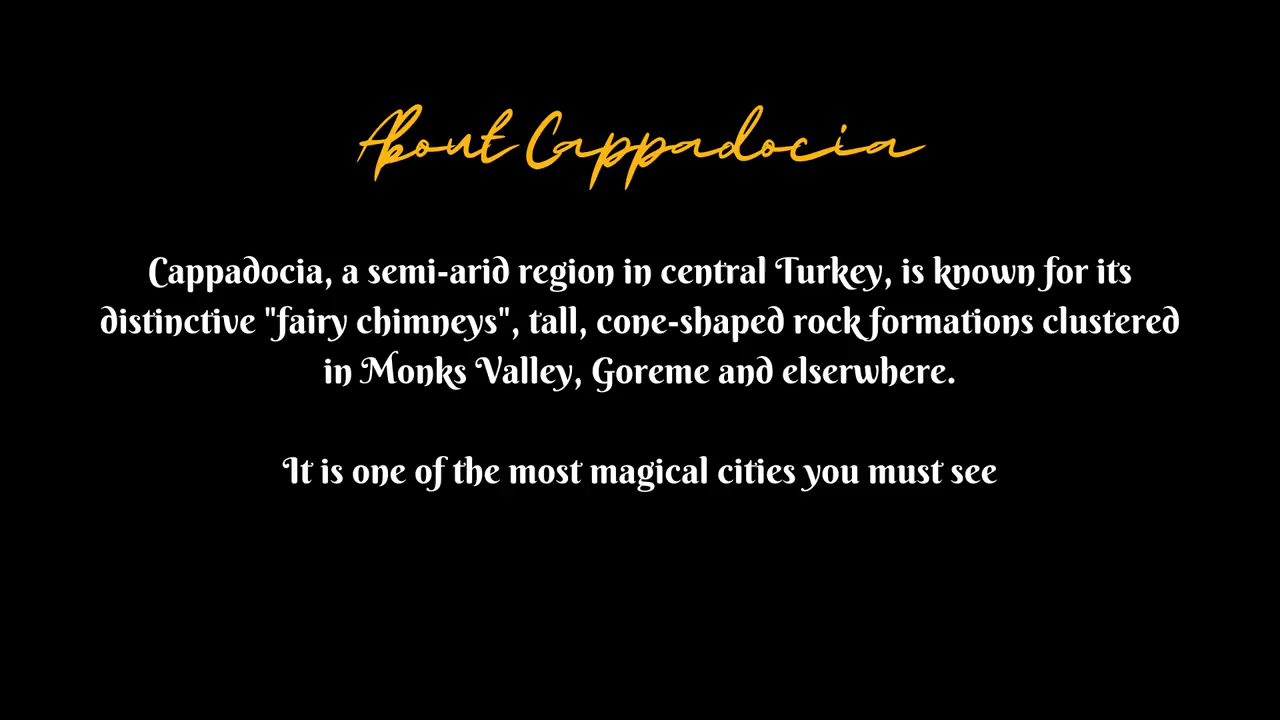 About Cappadocia
Cappadocia, a semi-arid region in central Turkey, is known for its
distinctive "fairy chimneys", tall, cone-shaped rock formations clustered
in Monks Valley, Goreme and elserwhere.
It is one of the most magical cities you must see